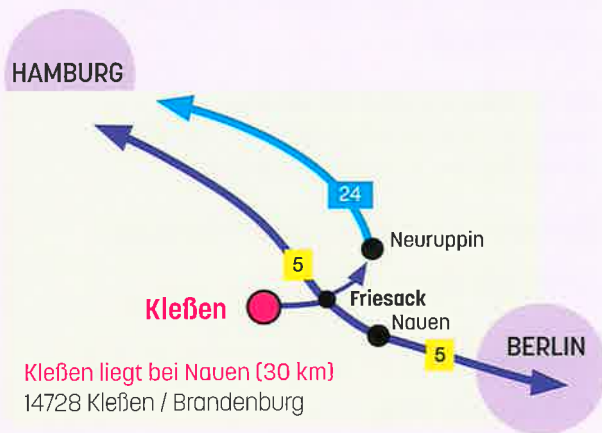 HAMBURG
24
Neuruppin
5
Kleßen
Friesack
Nauen
5
BERLIN
Kleßen liegt bei Nauen (30 km)
14728 Kleßen / Brandenburg